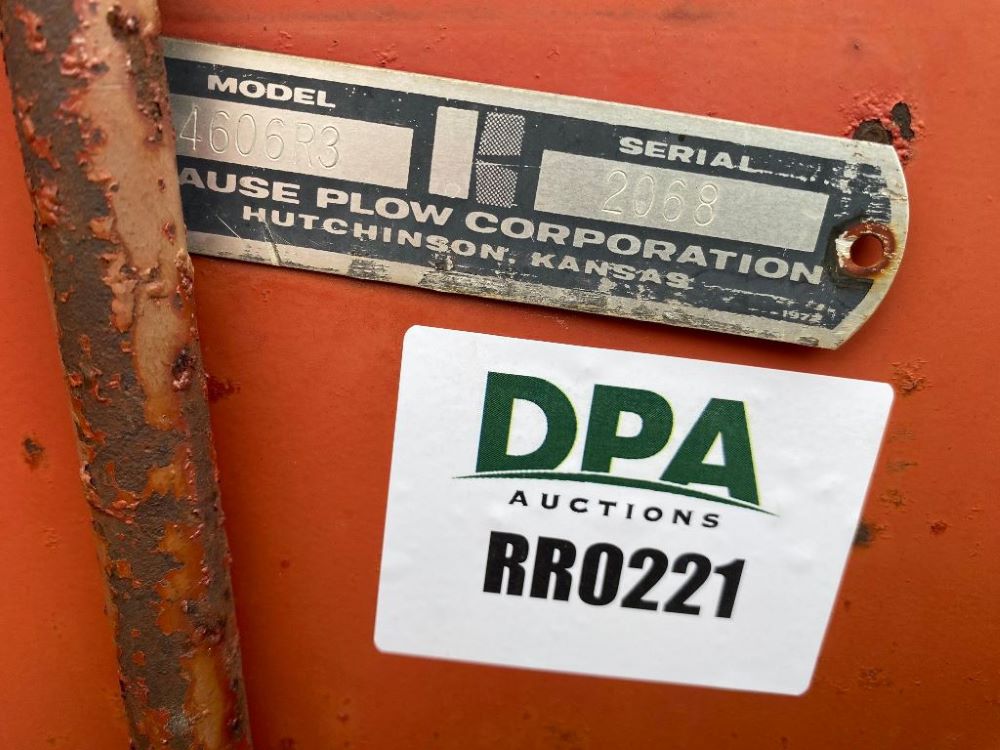 MODEL
4606R3
SERIAL
2068
AUSE PLOW CORPORATION
HUTCHINSON, KANSAS
DPA
AUCTIONS
RR0221